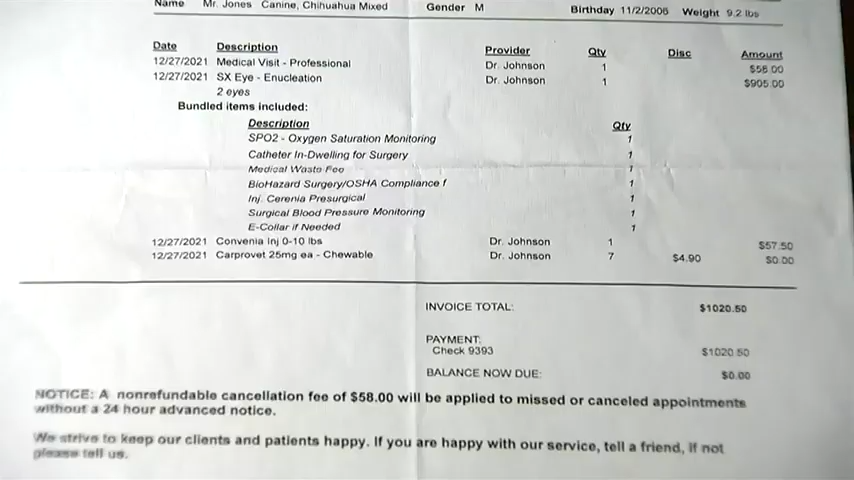 Name Mr. Jones Canine, Chihuahua Mixed Gender M Birthday 11/2/2006 Weight 9.2 lbs
Date Description Provider Qty Disc Amount
12/27/2021 Medical Visit - Professional Dr. Johnson 1 $58.00
12/27/2021 SX Eye - Enucleation Dr. Johnson 1 $905.00
2 eyes
Bundled items included:
Description Qty
SPO2 - Oxygen Saturation Monitoring 1
Catheter In-Dwelling for Surgery 1
Medical Waste Fee 1
BioHazard Surgery/OSHA Compliance f 1
Inj. Cerenia Presurgical 1
Surgical Blood Pressure Monitoring 1
E-Collar if Needed 1
12/27/2021 Convenia Inj 0-10 lbs Dr. Johnson 1 $57.50
12/27/2021 Carprovet 25mg ea - Chewable Dr. Johnson 7 $4.90 $0.00
INVOICE TOTAL: $1020.50
PAYMENT:
Check 9393 $1020.50
BALANCE NOW DUE: $0.00
NOTICE: A nonrefundable cancellation fee of $58.00 will be applied to missed or canceled appointments
without a 24 hour advanced notice.
We strive to keep our clients and patients happy. If you are happy with our service, tell a friend, if not
please tell us.